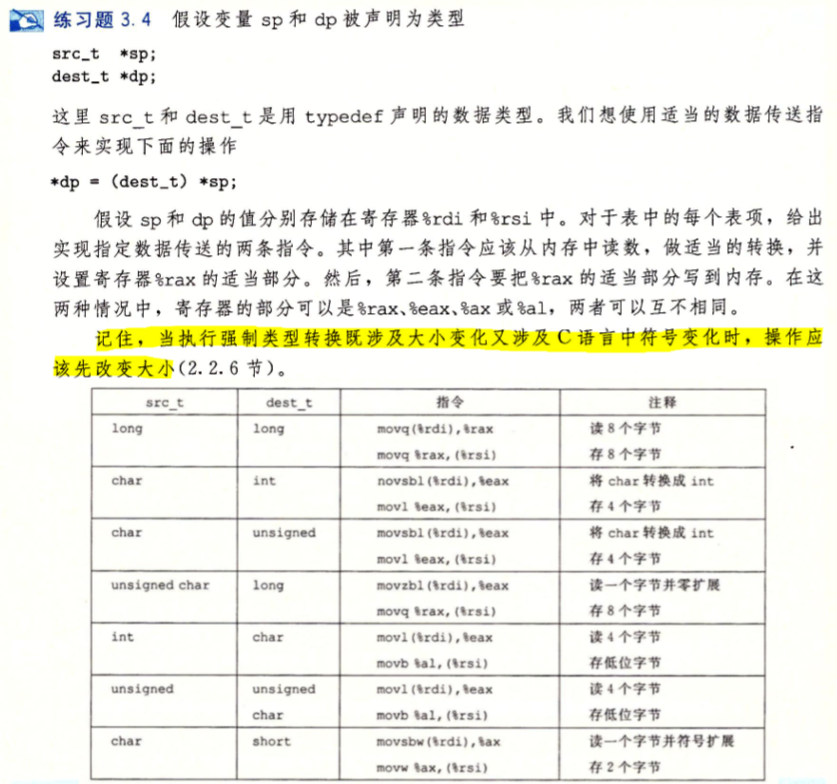 练习题 3.4 假设变量 sp 和 dp 被声明为类型
src_t *sp;
dest_t *dp;
这里 src_t 和 dest_t 是用 typedef 声明的数据类型。我们想使用适当的数据传送指
令来实现下面的操作
*dp = (dest_t) *sp;
假设 sp 和 dp 的值分别存储在寄存器%rdi 和%rsi 中。对于表中的每个表项，给出
实现指定数据传送的两条指令。其中第一条指令应该从内存中读数，做适当的转换，并
设置寄存器%rax 的适当部分。然后，第二条指令要把%rax 的适当部分写到内存。在这
两种情况中，寄存器的部分可以是%rax、%eax、%ax 或%al，两者可以互不相同。
记住，当执行强制类型转换既涉及大小变化又涉及 C 语言中符号变化时，操作应
该先改变大小(2.2.6 节)。
src_t dest_t 指令 注释
long long movq(%rdi),%rax 读 8 个字节
movq %rax,(%rsi) 存 8 个字节
char int novsbl(%rdi),%eax 将 char 转换成 int
movl %eax,(%rsi) 存 4 个字节
char unsigned movsbl(%rdi),%eax 将 char 转换成 int
movl %eax,(%rsi) 存 4 个字节
unsigned char long movzbl(%rdi),%eax 读一个字节并零扩展
movq %rax,(%rsi) 存 8 个字节
int char movl(%rdi),%eax 读 4 个字节
movb %al,(%rsi) 存低位字节
unsigned unsigned movl(%rdi),%eax 读 4 个字节
char movb %al,(%rsi) 存低位字节
char short movsbw(%rdi),%ax 读一个字节并符号扩展
movw %ax,(%rsi) 存 2 个字节